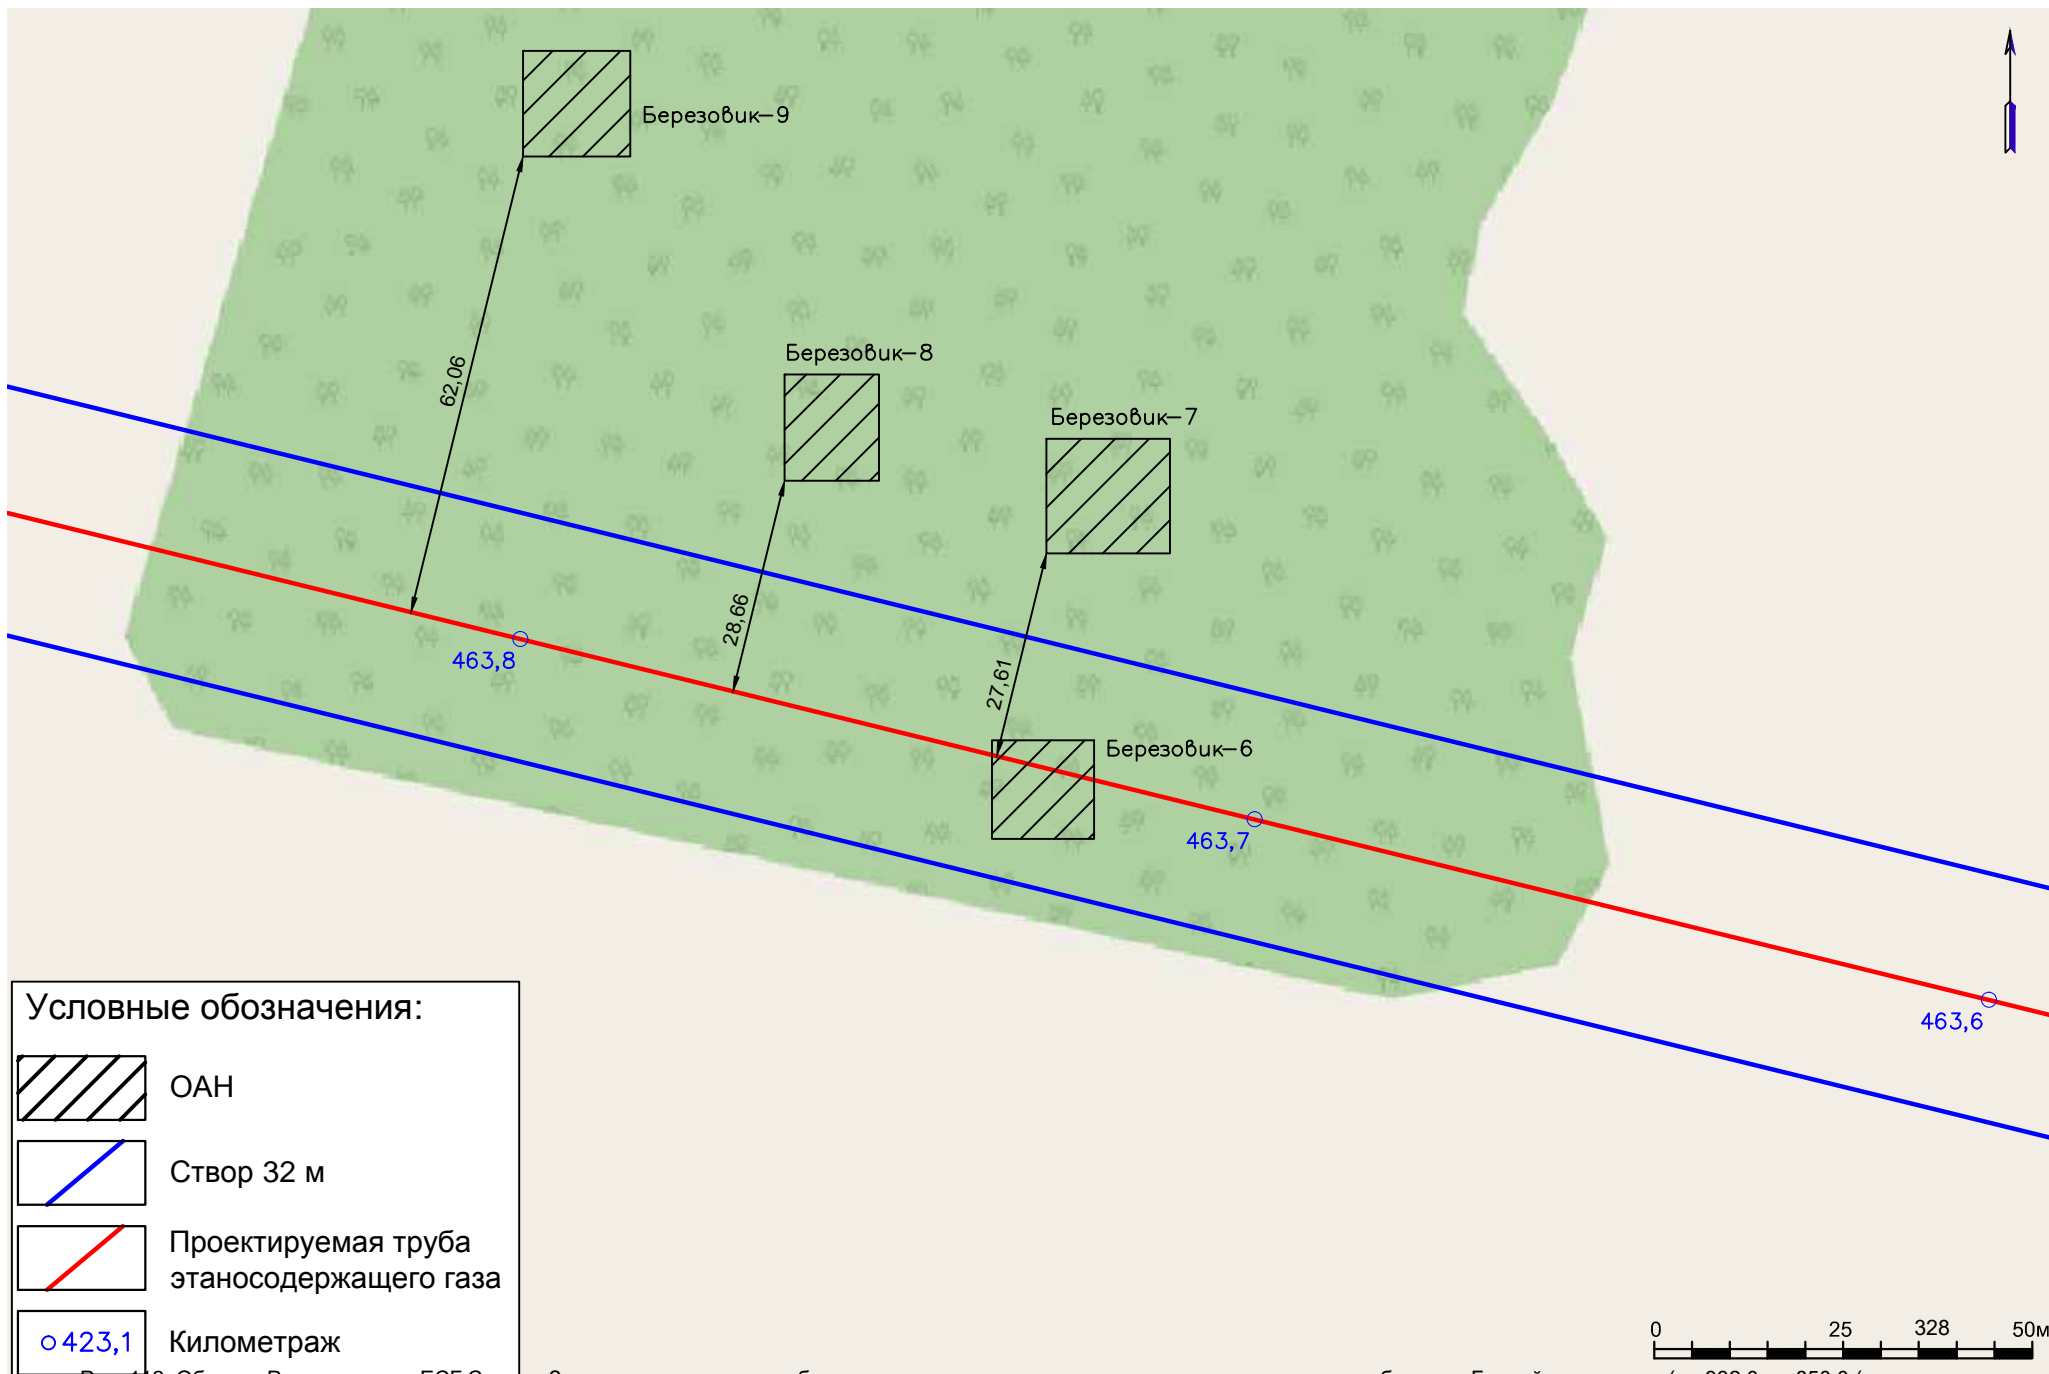 Березовик-9
Березовик-8
62,06
Березовик-7
28,66
463,8
27,61
Березовик-6
463,7
463,6
Условные обозначения:
ОАН
Створ 32 м
Проектируемая труба
этаносодержащего газа
423,1 Километраж
0 25 328 50м